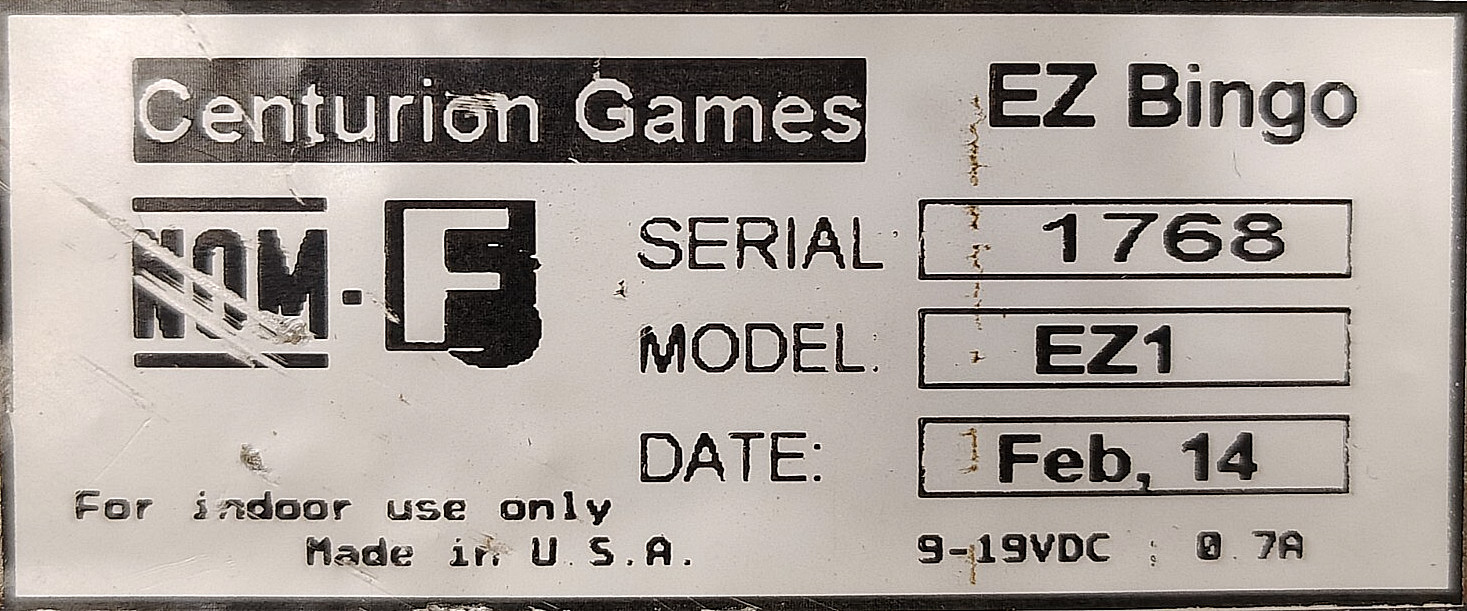 Centurion Games
EZ Bingo
NOM-F
SERIAL: 1768
MODEL: EZ1
DATE: Feb, 14
For indoor use only
Made in U.S.A.
9-19VDC ; 0.7A